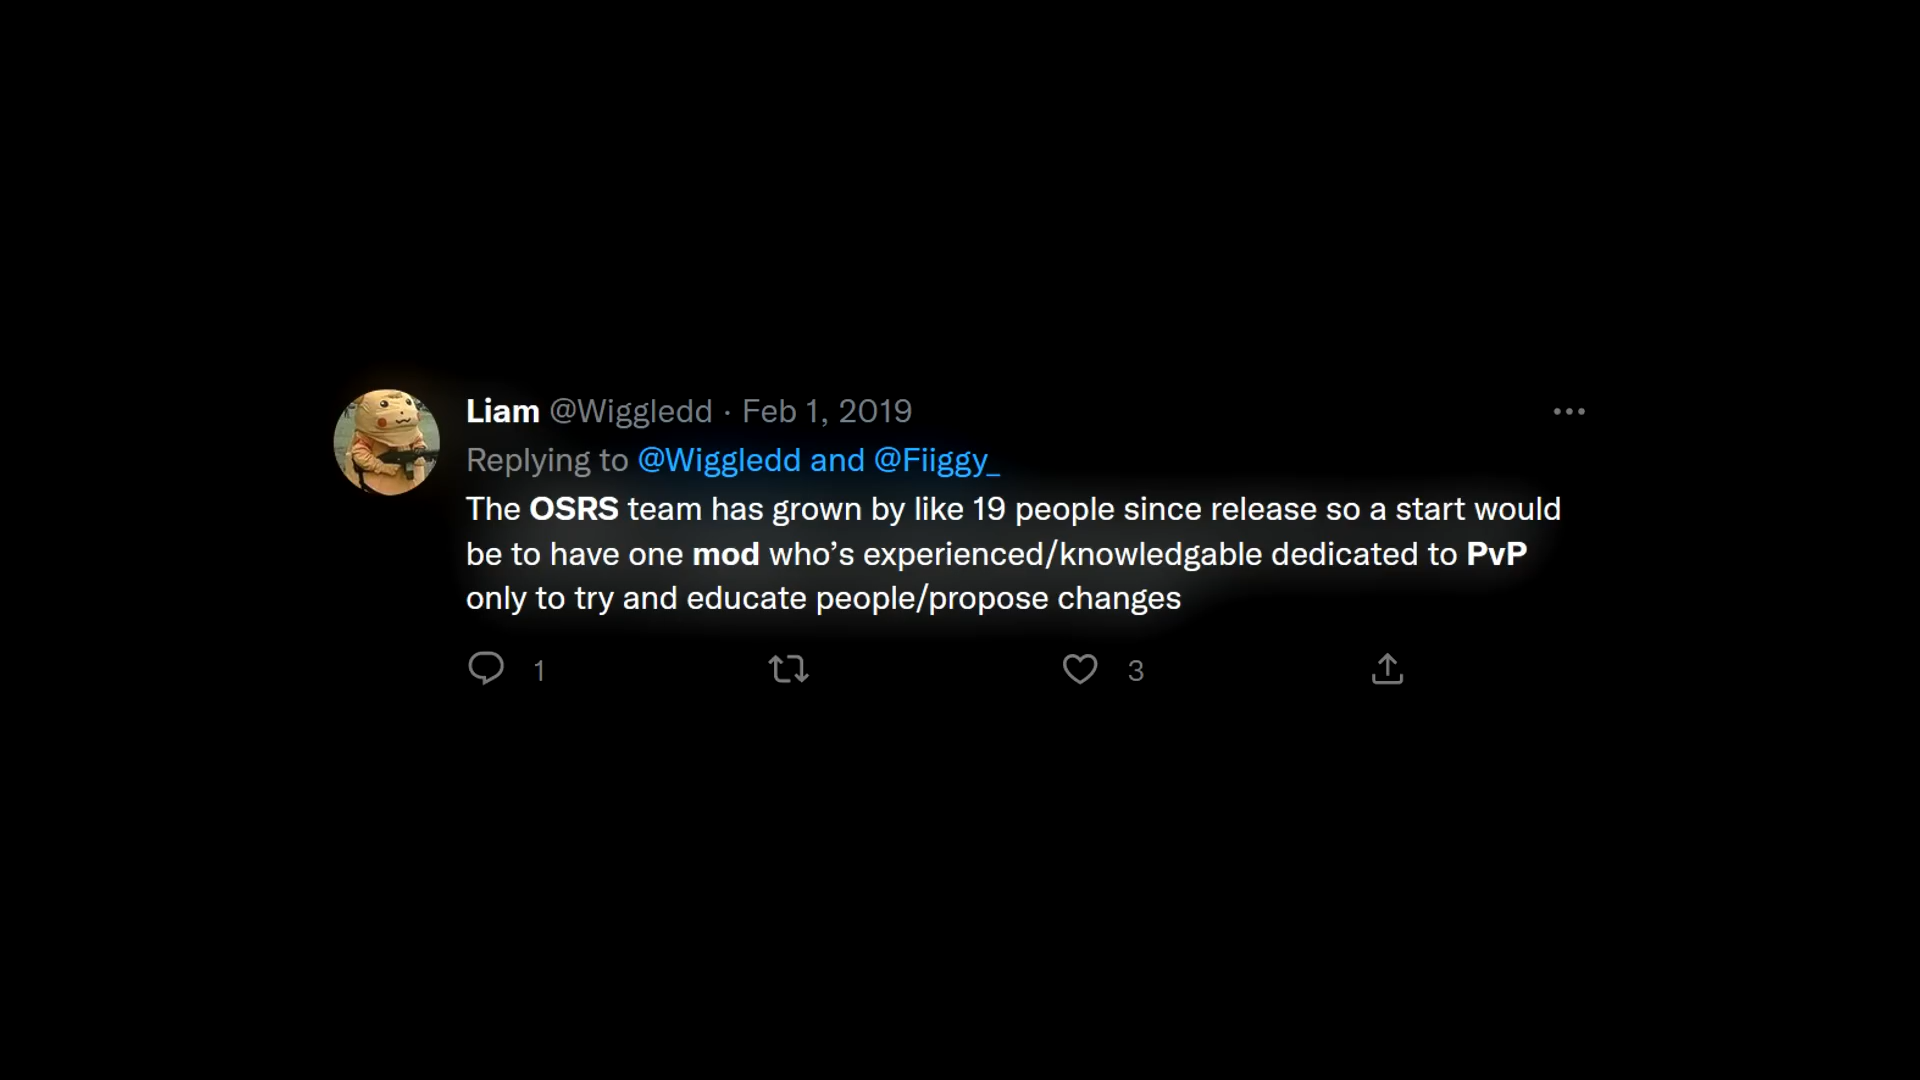 Liam @Wiggledd · Feb 1, 2019
Replying to @Wiggledd and @Fiiggy_
The OSRS team has grown by like 19 people since release so a start would
be to have one mod who’s experienced/knowledgable dedicated to PvP
only to try and educate people/propose changes
1 3